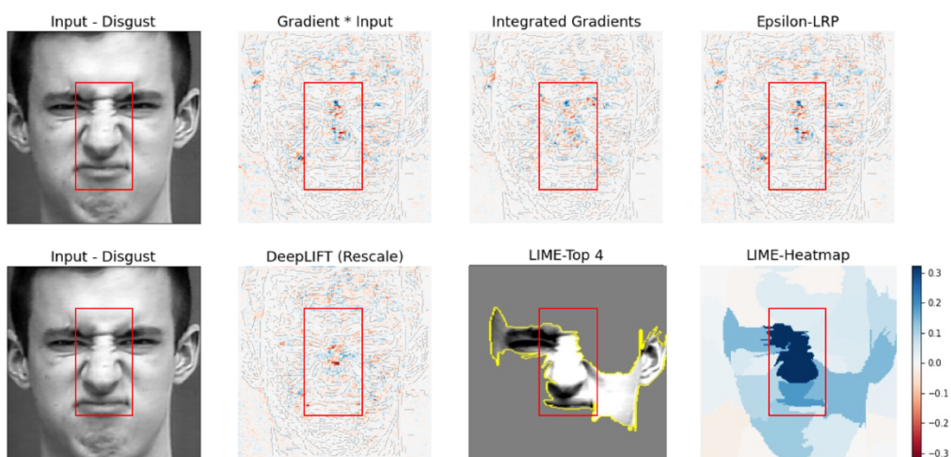 Input - Disgust
Gradient * Input
Integrated Gradients
Epsilon-LRP
Input - Disgust
DeepLIFT (Rescale)
LIME-Top 4
LIME-Heatmap
0.3
0.2
0.1
0.0
−0.1
−0.2
−0.3